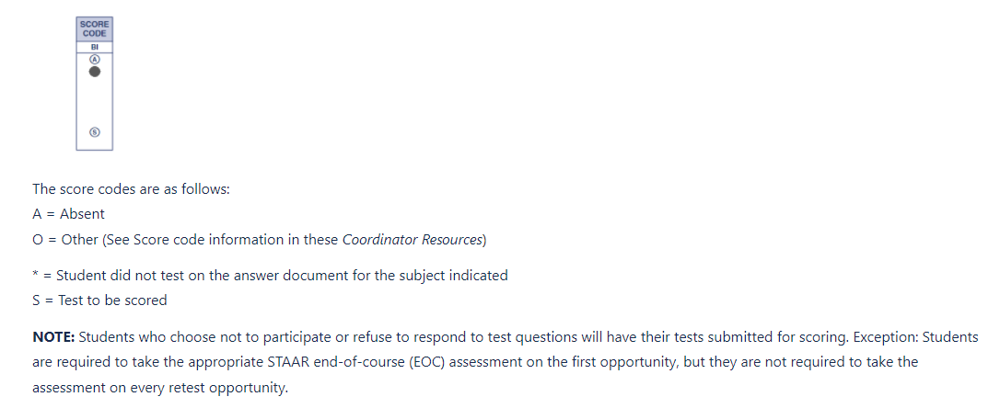 SCORE
CODE
BI
A
S
The score codes are as follows:
A = Absent
O = Other (See Score code information in these Coordinator Resources)
* = Student did not test on the answer document for the subject indicated
S = Test to be scored
NOTE: Students who choose not to participate or refuse to respond to test questions will have their tests submitted for scoring. Exception: Students
are required to take the appropriate STAAR end-of-course (EOC) assessment on the first opportunity, but they are not required to take the
assessment on every retest opportunity.